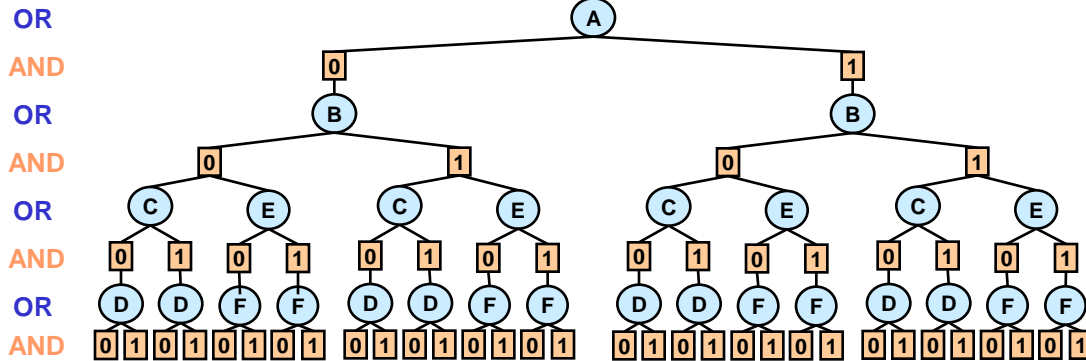 OR A
AND 0 1
OR B B
AND 0 1 0 1
OR C E C E C E C E
AND 0 1 0 1 0 1 0 1 0 1 0 1 0 1 0 1
OR D D F F D D F F D D F F D D F F
AND 0 1 0 1 0 1 0 1 0 1 0 1 0 1 0 1 0 1 0 1 0 1 0 1 0 1 0 1 0 1 0 1